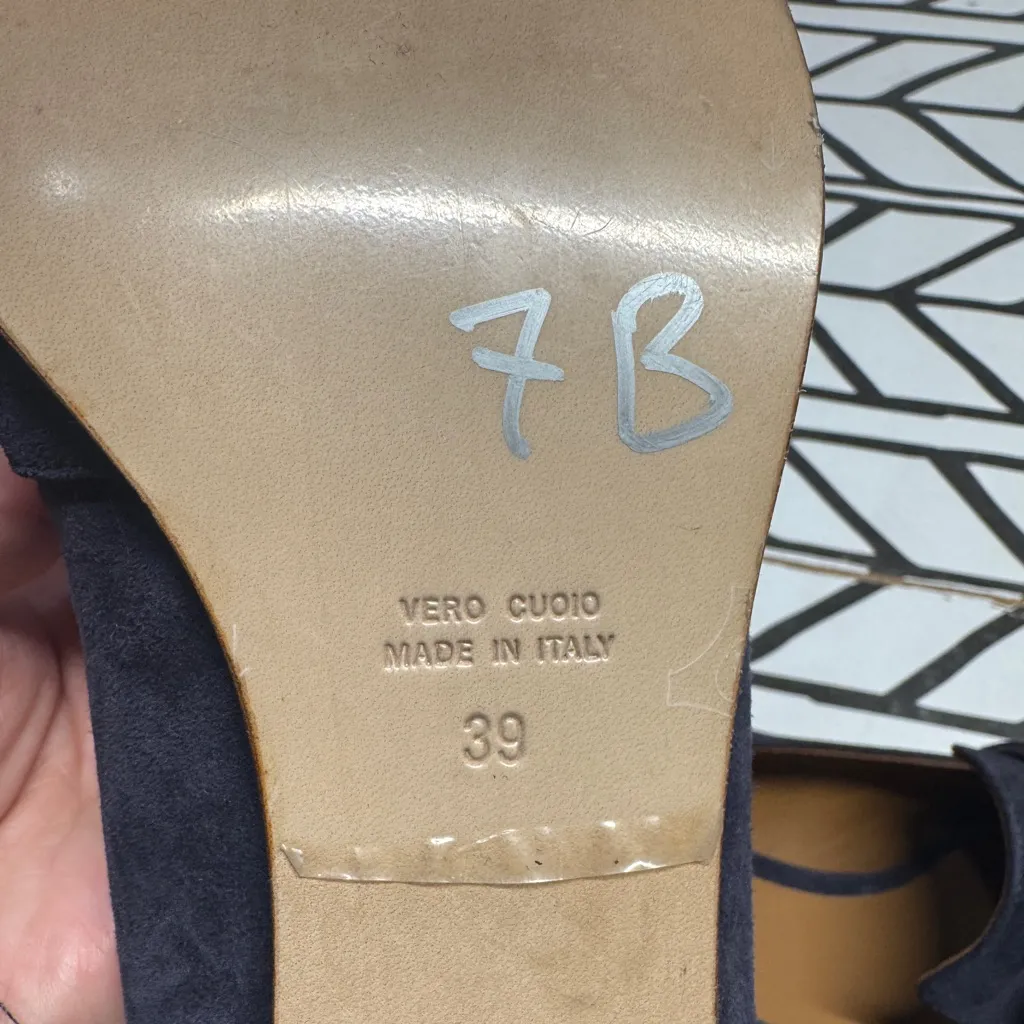 7B
VERO CUOIO
MADE IN ITALY
39